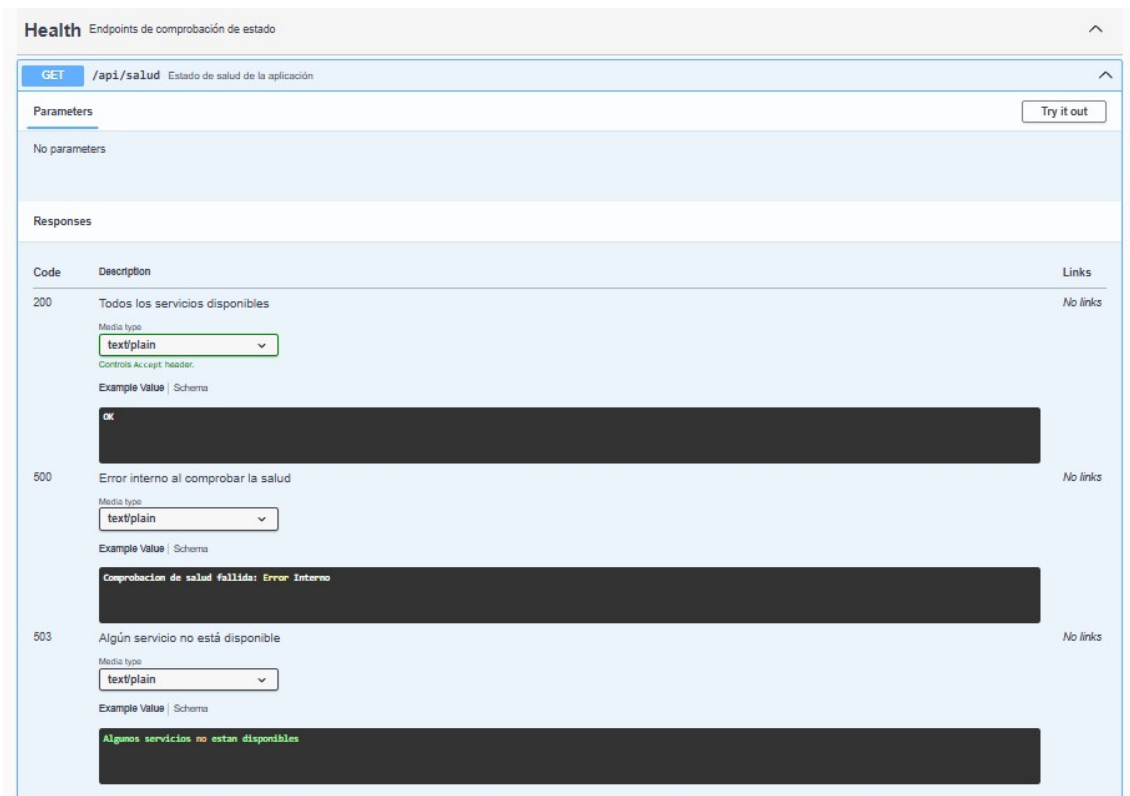 Health Endpoints de comprobación de estado
GET /api/salud Estado de salud de la aplicación
Parameters
Try it out
No parameters
Responses
Code Description Links
200 Todos los servicios disponibles No links
Media type
text/plain
Controls Accept header.
Example Value | Schema
OK
500 Error interno al comprobar la salud No links
Media type
text/plain
Example Value | Schema
Comprobacion de salud fallida: Error Interno
503 Algún servicio no está disponible No links
Media type
text/plain
Example Value | Schema
Algunos servicios no estan disponibles